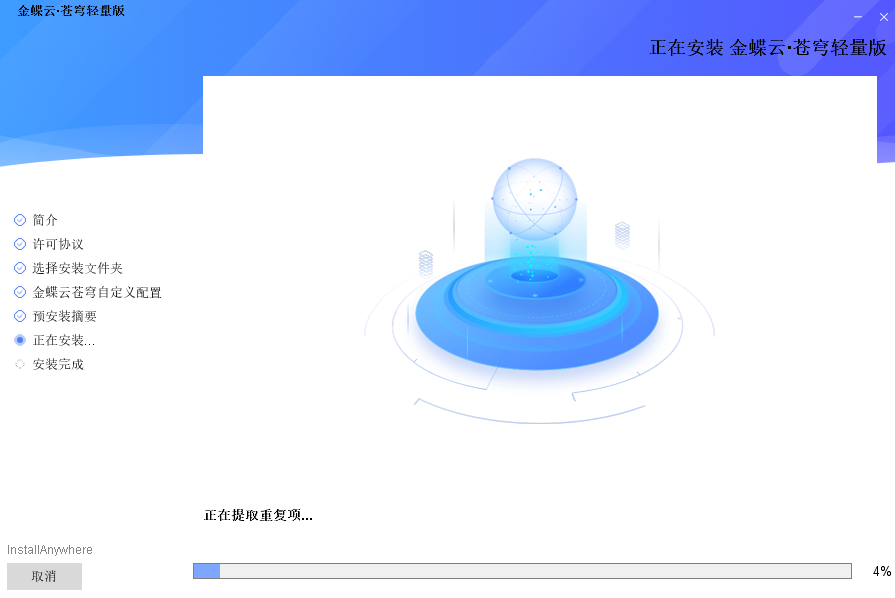 金蝶云·苍穹轻量版
正在安装 金蝶云·苍穹轻量版
简介
许可协议
选择安装文件夹
金蝶云苍穹自定义配置
预安装摘要
正在安装...
安装完成
正在提取重复项...
InstallAnywhere
取消
4%